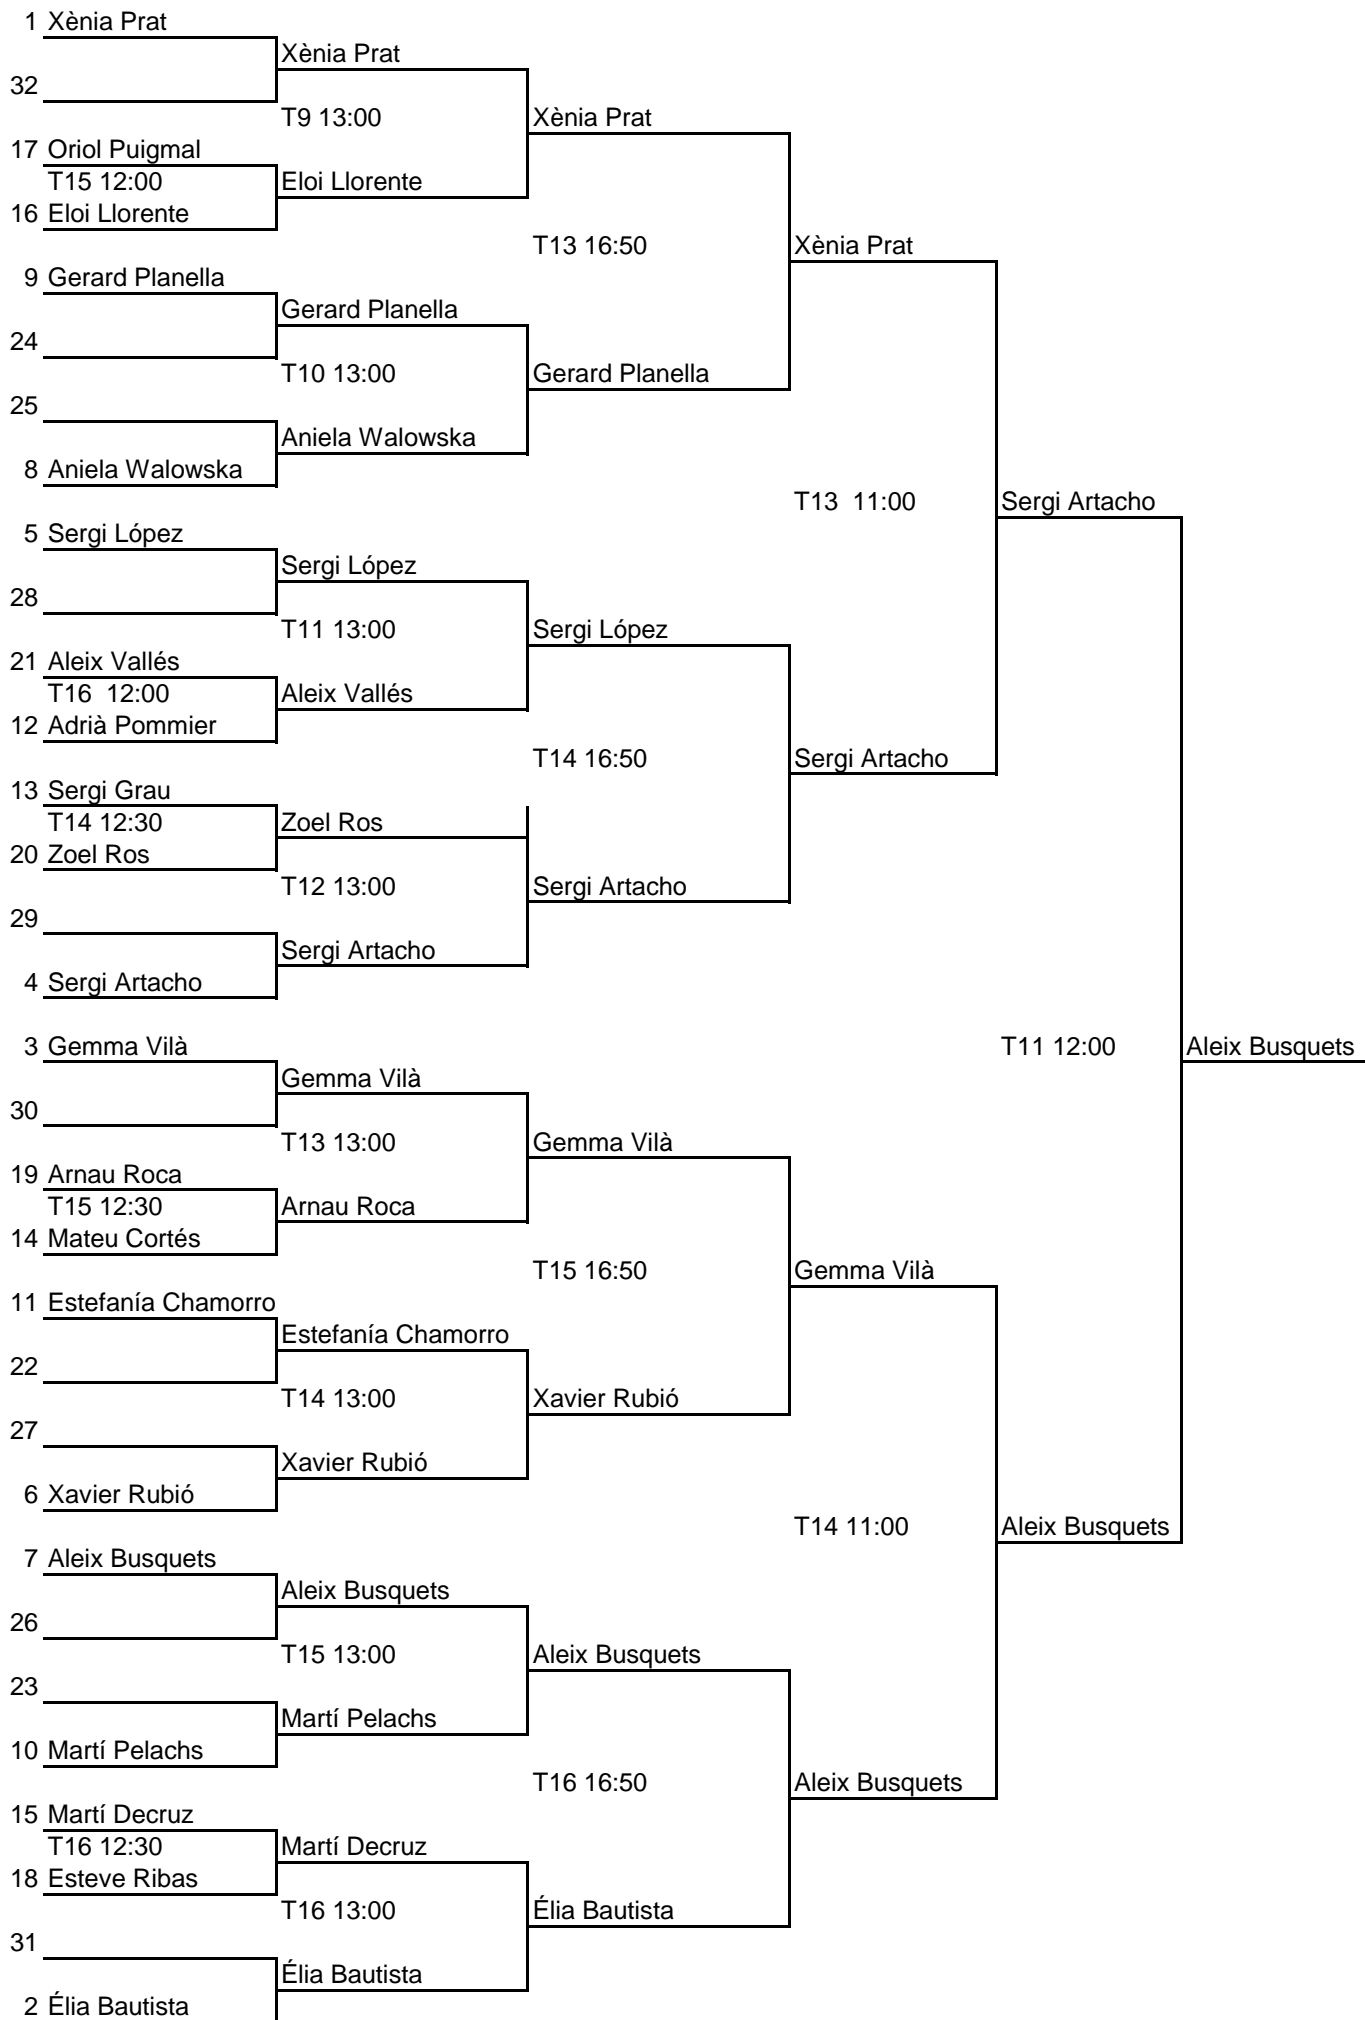 1 Xènia Prat
Xènia Prat
32
T9 13:00
Xènia Prat
17 Oriol Puigmal
T15 12:00
Eloi Llorente
16 Eloi Llorente
T13 16:50
Xènia Prat
9 Gerard Planella
Gerard Planella
24
T10 13:00
Gerard Planella
25
Aniela Walowska
8 Aniela Walowska
T13 11:00
Sergi Artacho
5 Sergi López
Sergi López
28
T11 13:00
Sergi López
21 Aleix Vallés
T16 12:00
Aleix Vallés
12 Adrià Pommier
T14 16:50
Sergi Artacho
13 Sergi Grau
T14 12:30
Zoel Ros
20 Zoel Ros
T12 13:00
Sergi Artacho
29
Sergi Artacho
4 Sergi Artacho
3 Gemma Vilà
T11 12:00
Aleix Busquets
Gemma Vilà
30
T13 13:00
Gemma Vilà
19 Arnau Roca
T15 12:30
Arnau Roca
14 Mateu Cortés
T15 16:50
Gemma Vilà
11 Estefanía Chamorro
Estefanía Chamorro
22
T14 13:00
Xavier Rubió
27
Xavier Rubió
6 Xavier Rubió
T14 11:00
Aleix Busquets
7 Aleix Busquets
Aleix Busquets
26
T15 13:00
Aleix Busquets
23
Martí Pelachs
10 Martí Pelachs
T16 16:50
Aleix Busquets
15 Martí Decruz
T16 12:30
Martí Decruz
18 Esteve Ribas
T16 13:00
Élia Bautista
31
Élia Bautista
2 Élia Bautista